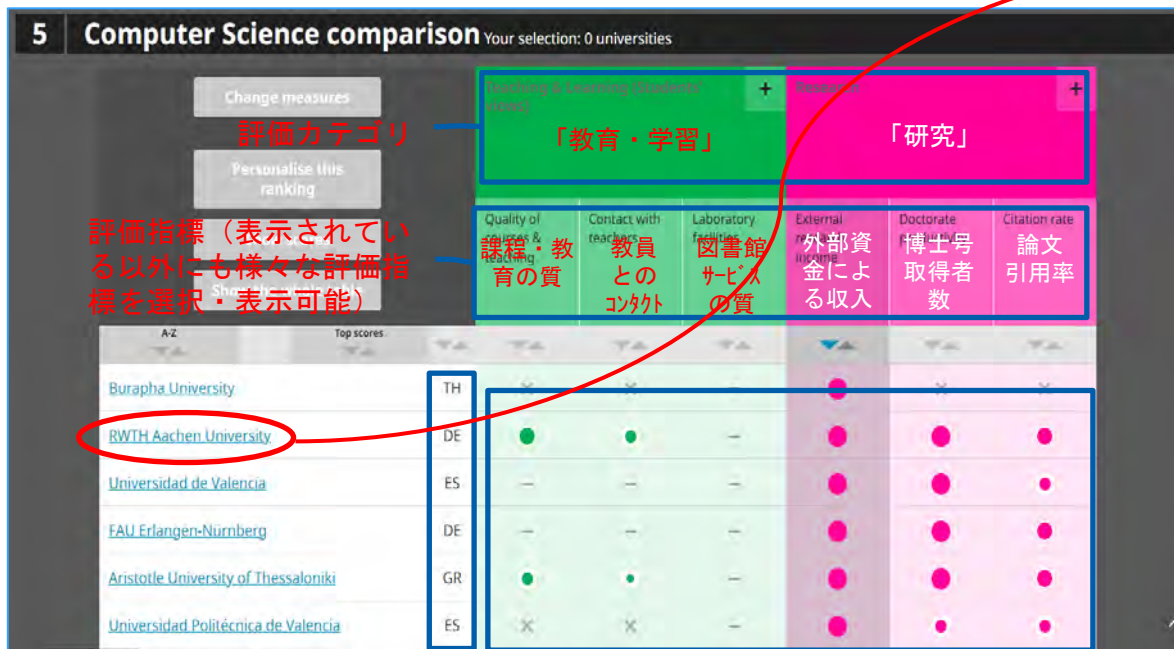 5 Computer Science comparison Your selection: 0 universities
Change measures
Teaching & Learning (Students'
views)
+
Research
+
評価カテゴリ
「教育・学習」
「研究」
Personalise this
ranking
評価指標（表示されてい
る以外にも様々な評価指
標を選択・表示可能）
Quality of
courses &
teaching
課程・教
育の質
Contact with
teachers
教員
との
ｺﾝﾀｸﾄ
Laboratory
facilities
図書館
ｻｰﾋﾞｽ
の質
External
income
外部資
金によ
る収入
Doctorate
博士号
取得者
数
Citation rate
論文
引用率
A-Z
Top scores
Burapha University TH × × – × ×
RWTH Aachen University DE –
Universidad de Valencia ES – – –
FAU Erlangen-Nürnberg DE – – –
Aristotle University of Thessaloniki GR –
Universidad Politécnica de Valencia ES × × –